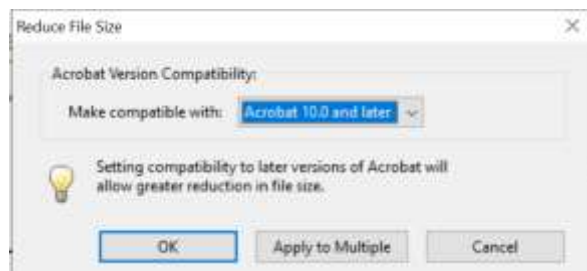 Reduce File Size
Acrobat Version Compatibility:
Make compatible with: Acrobat 10.0 and later
Setting compatibility to later versions of Acrobat will
allow greater reduction in file size.
OK Apply to Multiple Cancel